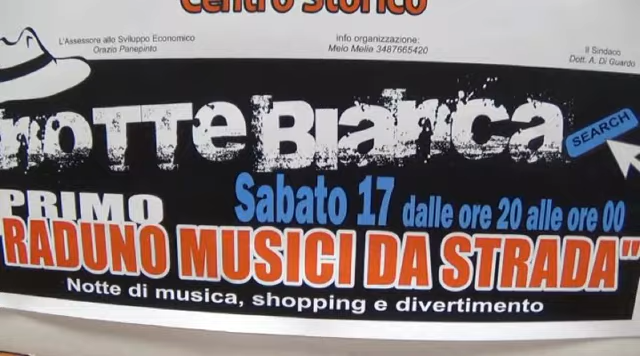 Centro Storico
L'Assessore allo Sviluppo Economico
Orazio Panepinto
info organizzazione:
Melo Melia 3487665420
Il Sindaco
Dott. A. Di Guardo
NOTTE Bianca
SEARCH
PRIMO
Sabato 17 dalle ore 20 alle ore 00
RADUNO MUSICI DA STRADA"
Notte di musica, shopping e divertimento